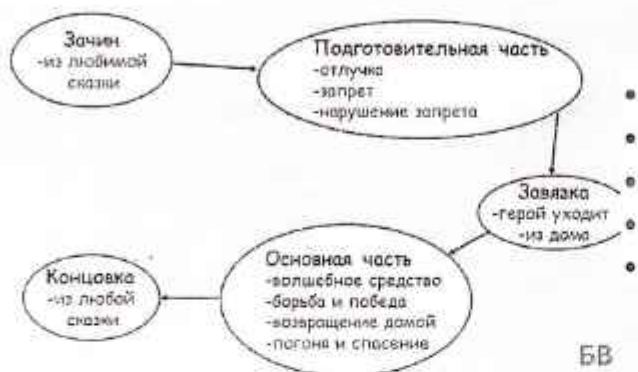 Зачин
-из любимой
сказки
Подготовительная часть
-отлучка
-запрет
-нарушение запрета
Завязка
-герой уходит
-из дома
Основная часть
-волшебное средство
-борьба и победа
-возвращение домой
-погоня и спасение
Концовка
-из любой
сказки
БВ